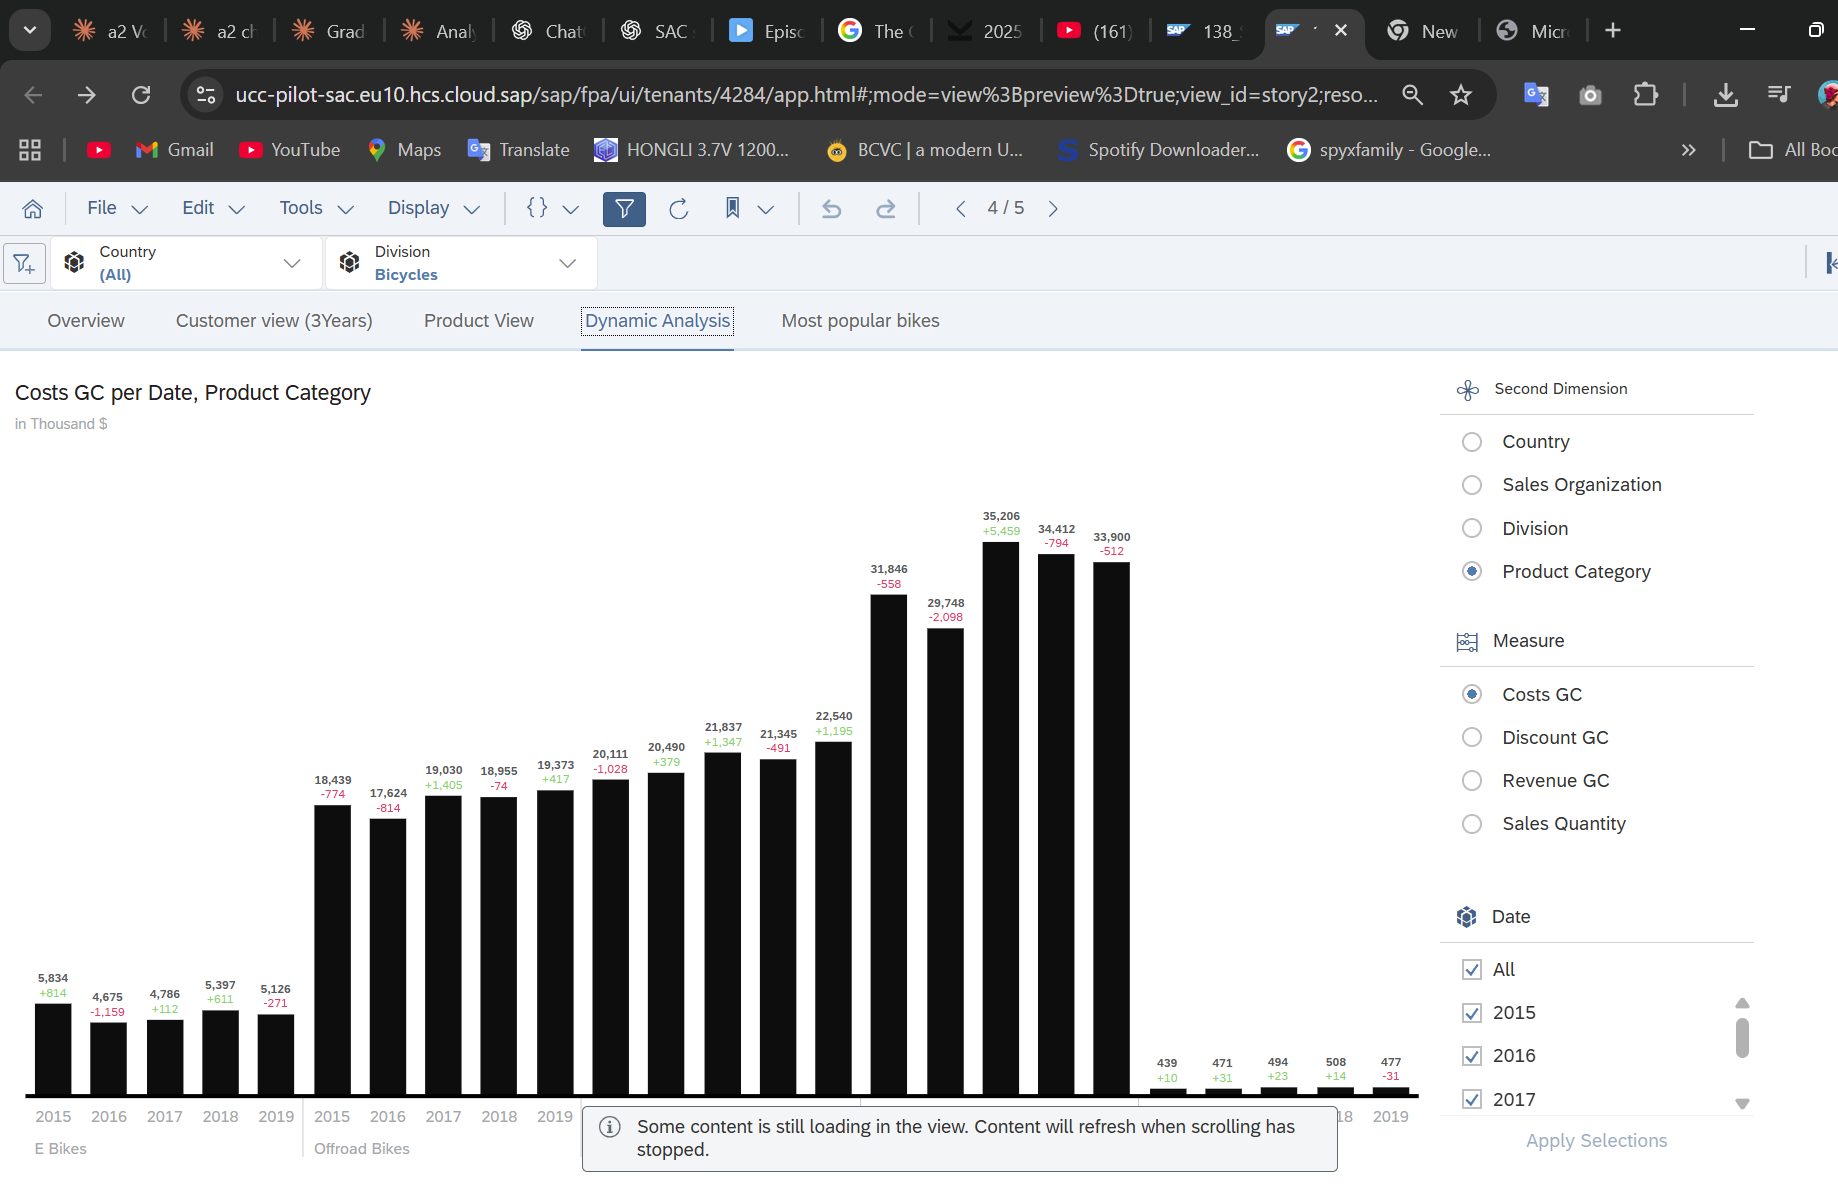 a2 Vo
a2 ch
Grad
Analy
Chat
SAC
Episo
The
2025
(161)
138_
New
Micr
ucc-pilot-sac.eu10.hcs.cloud.sap/sap/fpa/ui/tenants/4284/app.html#;mode=view%3Bpreview%3Dtrue;view_id=story2;reso...
Gmail
YouTube
Maps
Translate
HONGLI 3.7V 1200...
BCVC | a modern U...
Spotify Downloader...
spyxfamily - Google...
All Boo
File
Edit
Tools
Display
4 / 5
Country
(All)
Division
Bicycles
Overview
Customer view (3Years)
Product View
Dynamic Analysis
Most popular bikes
Costs GC per Date, Product Category
in Thousand $
5,834
+814
4,675
-1,159
4,786
+112
5,397
+611
5,126
-271
18,439
-774
17,624
-814
19,030
+1,405
18,955
-74
19,373
+417
20,111
-1,028
20,490
+379
21,837
+1,347
21,345
-491
22,540
+1,195
31,846
-558
29,748
-2,098
35,206
+5,459
34,412
-794
33,900
-512
439
+10
471
+31
494
+23
508
+14
477
-31
2015 2016 2017 2018 2019 2015 2016 2017 2018 2019
18 2019
E Bikes
Offroad Bikes
Some content is still loading in the view. Content will refresh when scrolling has
stopped.
Second Dimension
Country
Sales Organization
Division
Product Category
Measure
Costs GC
Discount GC
Revenue GC
Sales Quantity
Date
All
2015
2016
2017
Apply Selections